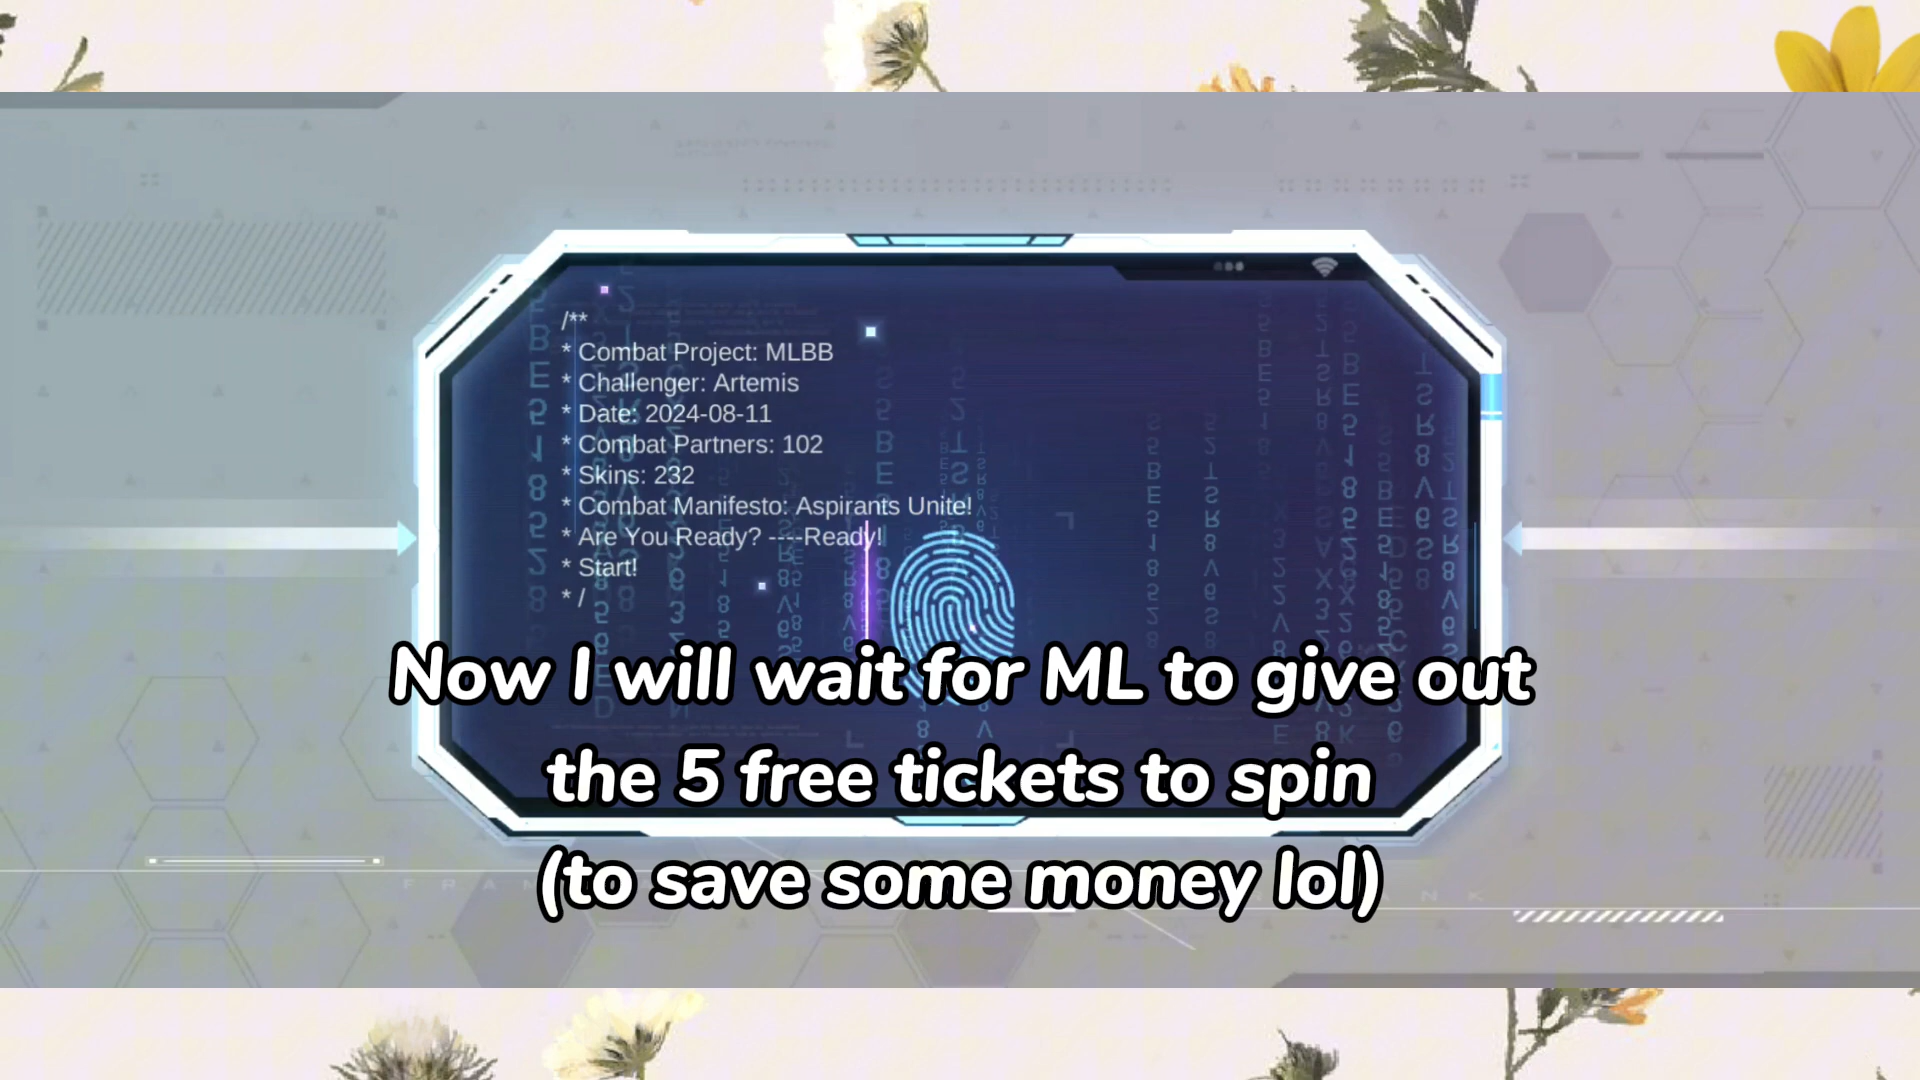 /**
* Combat Project: MLBB
* Challenger: Artemis
* Date: 2024-08-11
* Combat Partners: 102
* Skins: 232
* Combat Manifesto: Aspirants Unite!
* Are You Ready? ----Ready!
* Start!
* /
Now I will wait for ML to give out
the 5 free tickets to spin
(to save some money lol)